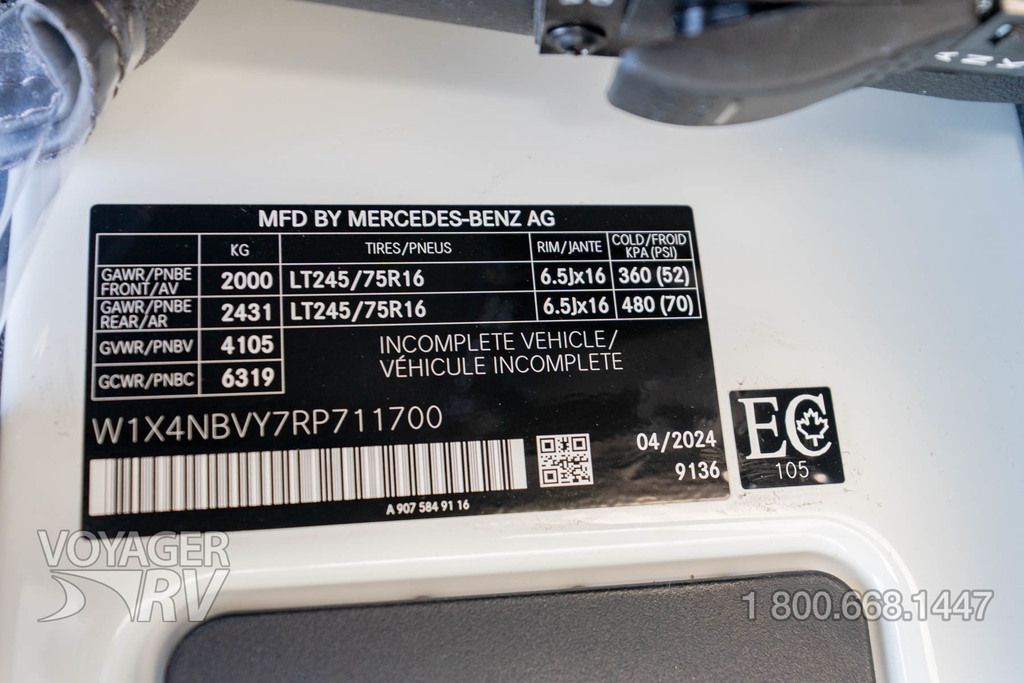 MFD BY MERCEDES-BENZ AG
KG TIRES/PNEUS RIM/JANTE COLD/FROID KPA (PSI)
GAWR/PNBE FRONT/AV 2000 LT245/75R16 6.5Jx16 360 (52)
GAWR/PNBE REAR/AR 2431 LT245/75R16 6.5Jx16 480 (70)
GVWR/PNBV 4105
GCWR/PNBC 6319
INCOMPLETE VEHICLE/
VÉHICULE INCOMPLETE
W1X4NBVY7RP711700
04/2024
9136
A 907 584 91 16
EC
105
VOYAGER
RV
1 800.668.1447